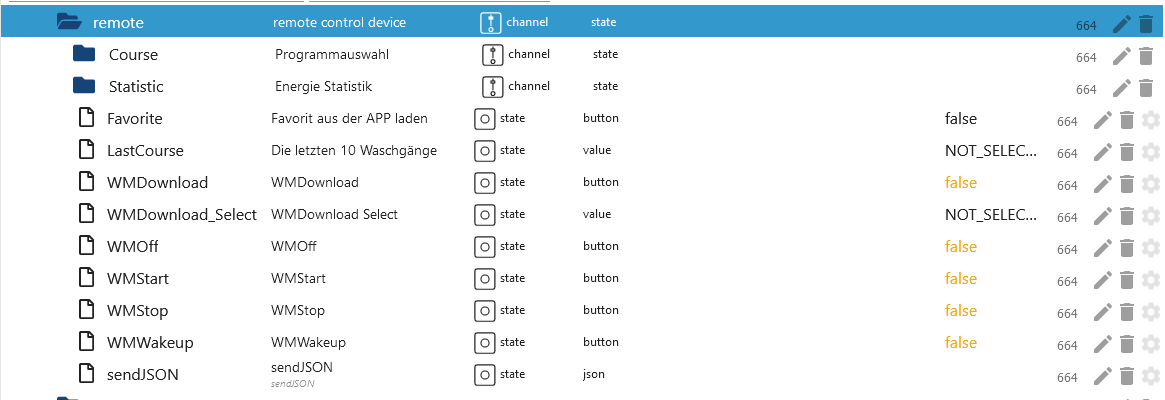 remote remote control device channel state 664
Course Programmauswahl channel state 664
Statistic Energie Statistik channel state 664
Favorite Favorit aus der APP laden state button false 664
LastCourse Die letzten 10 Waschgänge state value NOT_SELEC... 664
WMDownload WMDownload state button false 664
WMDownload_Select WMDownload Select state value NOT_SELEC... 664
WMOff WMOff state button false 664
WMStart WMStart state button false 664
WMStop WMStop state button false 664
WMWakeup WMWakeup state button false 664
sendJSON sendJSON state json 664
sendJSON